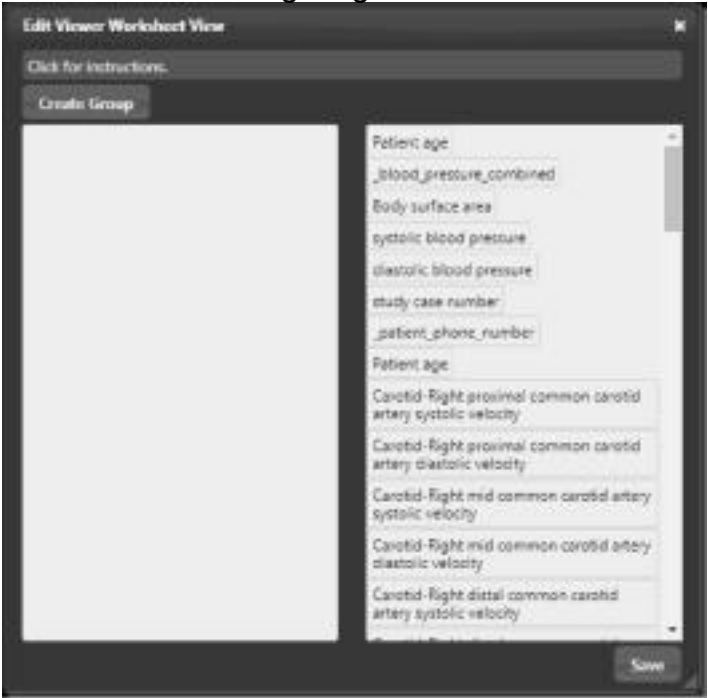 Edit Viewer Worksheet View
Click for instructions.
Create Group
Patient age
_blood_pressure_combined
Body surface area
systolic blood pressure
diastolic blood pressure
study case number
_patient_phone_number
Patient age
Carotid-Right proximal common carotid
artery systolic velocity
Carotid-Right proximal common carotid
artery diastolic velocity
Carotid-Right mid common carotid artery
systolic velocity
Carotid-Right mid common carotid artery
diastolic velocity
Carotid-Right distal common carotid
artery systolic velocity
Save